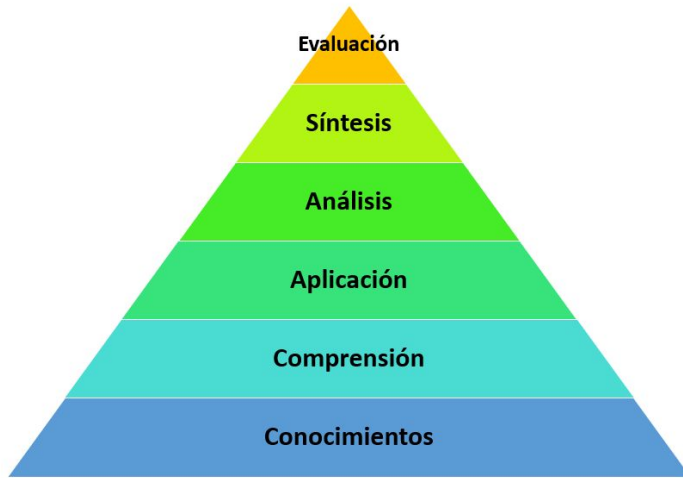 Evaluación
Síntesis
Análisis
Aplicación
Comprensión
Conocimientos